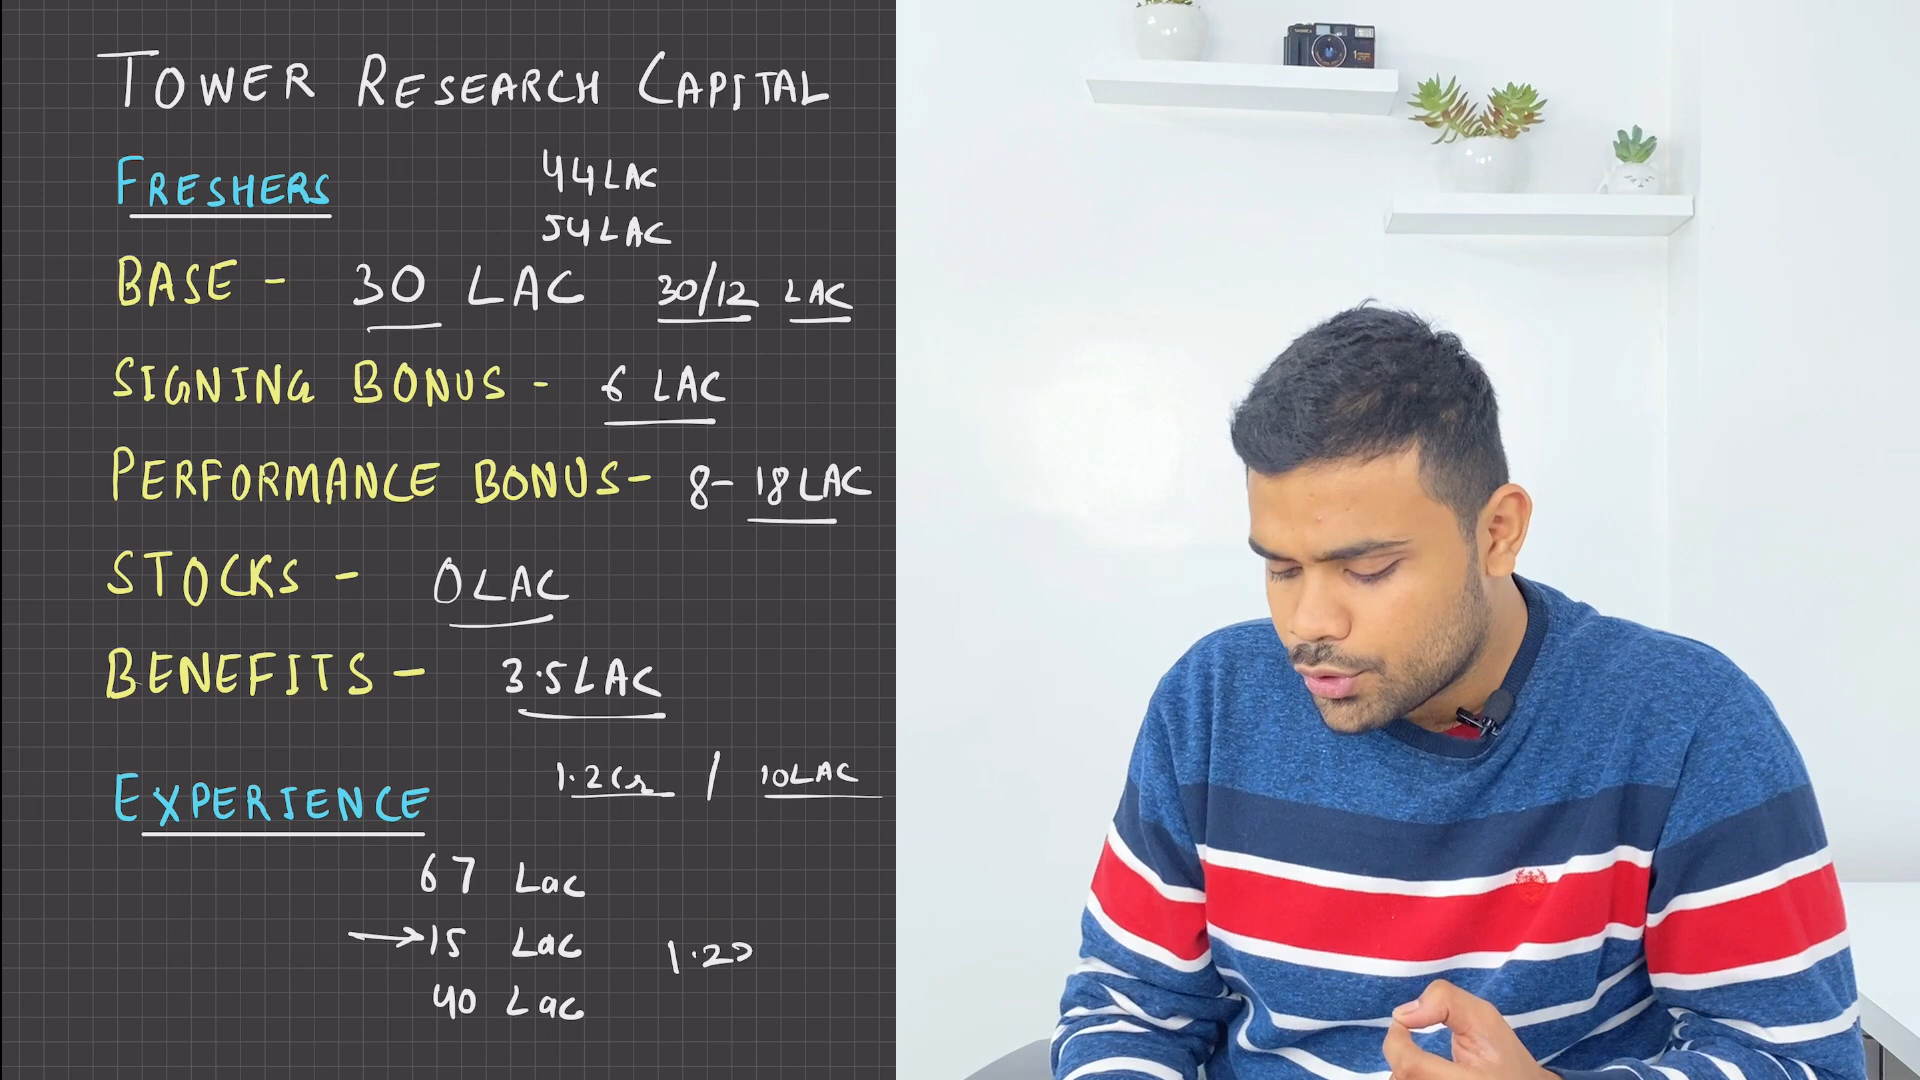 TOWER RESEARCH CAPITAL
FRESHERS
44 LAC
54 LAC
BASE - 30 LAC 30/12 LAC
SIGNING BONUS - 6 LAC
PERFORMANCE BONUS - 8 - 18 LAC
STOCKS - 0 LAC
BENEFITS - 3.5 LAC
1.2 Cr / 10 LAC
EXPERIENCE
67 Lac
→ 15 Lac
40 Lac